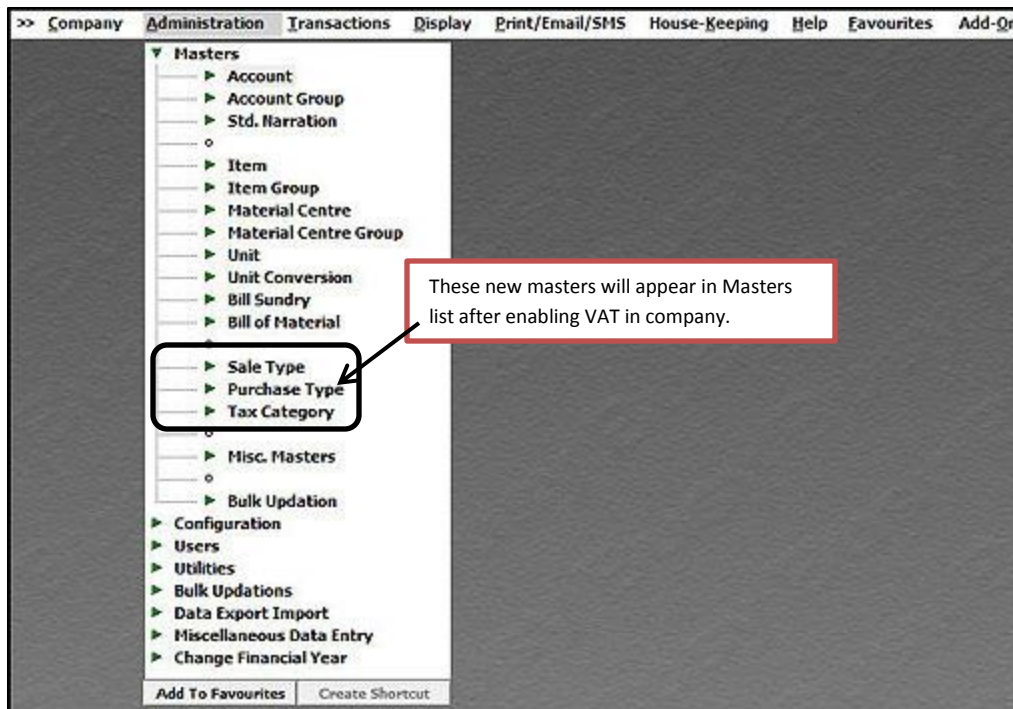 >> Company Administration Transactions Display Print/Email/SMS House-Keeping Help Favourites Add-On
Masters
Account
Account Group
Std. Narration
Item
Item Group
Material Centre
Material Centre Group
Unit
Unit Conversion
Bill Sundry
Bill of Material
These new masters will appear in Masters
list after enabling VAT in company.
Sale Type
Purchase Type
Tax Category
Misc. Masters
Bulk Updation
Configuration
Users
Utilities
Bulk Updations
Data Export Import
Miscellaneous Data Entry
Change Financial Year
Add To Favourites Create Shortcut